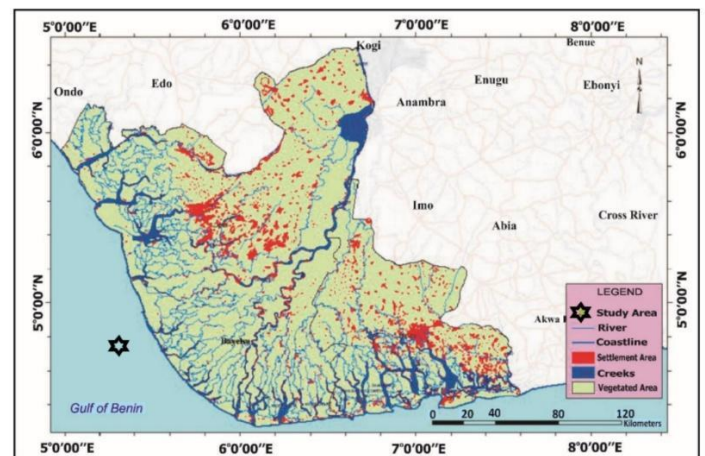 5°0'00"E 6°0'00"E 7°0'00"E 8°0'00"E
Kogi
Benue
Ondo
Edo
Enugu
Ebonyi
N
Anambra
6°0'00"N
6°0'00"N
Imo
Abia
Cross River
5°0'00"N
5°0'00"N
LEGEND
Study Area
River
Coastline
Settlement Area
Creeks
Vegetated Area
Akwa
Gulf of Benin
0 20 40 80 120
Kilometers
5°0'00"E 6°0'00"E 7°0'00"E 8°0'00"E